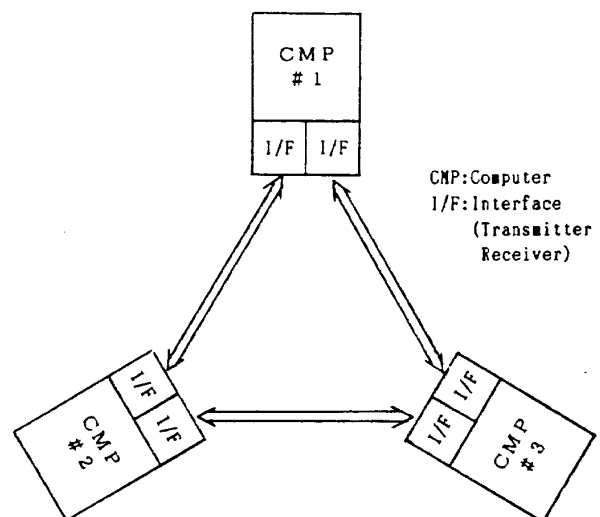 CMP
#1
I/F I/F
CMP:Computer
I/F:Interface
(Transmitter
Receiver)
I/F
I/F
CMP
#2
I/F
I/F
CMP
#3